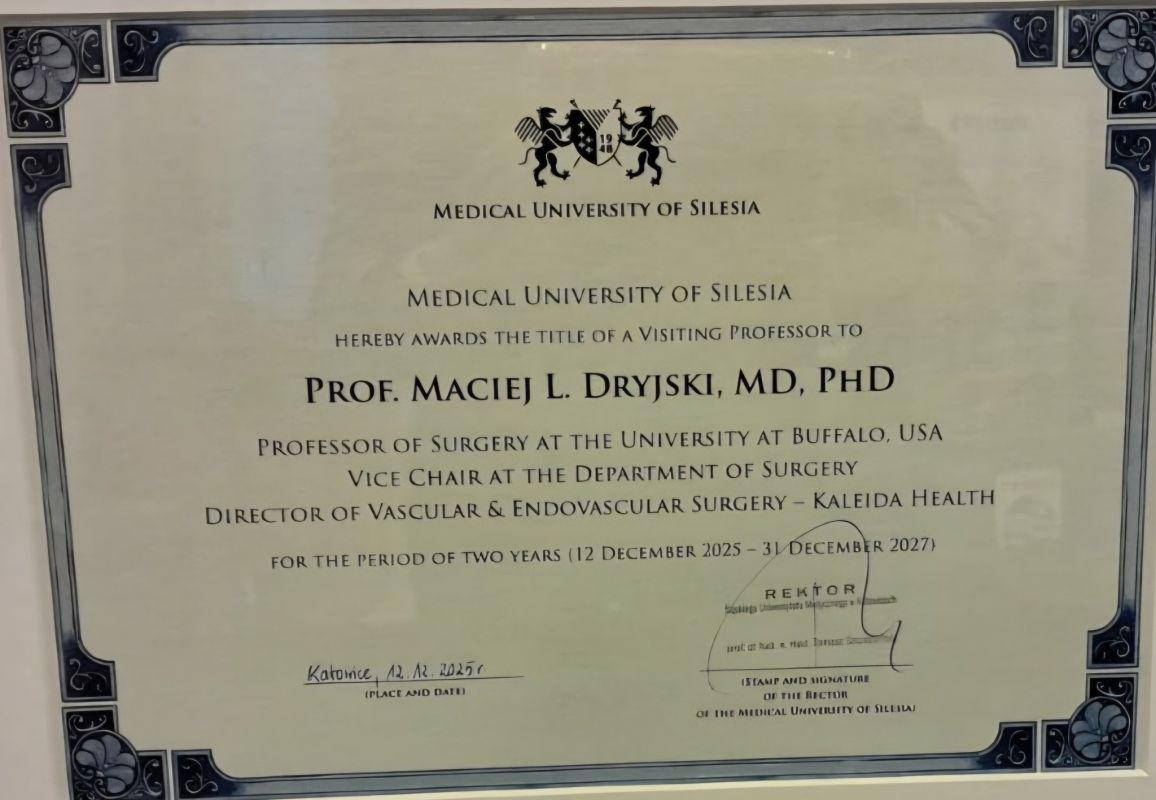 19
48
MEDICAL UNIVERSITY OF SILESIA
MEDICAL UNIVERSITY OF SILESIA
HEREBY AWARDS THE TITLE OF A VISITING PROFESSOR TO
PROF. MACIEJ L. DRYJSKI, MD, PHD
PROFESSOR OF SURGERY AT THE UNIVERSITY AT BUFFALO, USA
VICE CHAIR AT THE DEPARTMENT OF SURGERY
DIRECTOR OF VASCULAR & ENDOVASCULAR SURGERY – KALEIDA HEALTH
FOR THE PERIOD OF TWO YEARS (12 DECEMBER 2025 – 31 DECEMBER 2027)
REKTOR
Katowice, 12.12.2025r
(PLACE AND DATE)
(STAMP AND SIGNATURE
OF THE RECTOR
OF THE MEDICAL UNIVERSITY OF SILESIA)